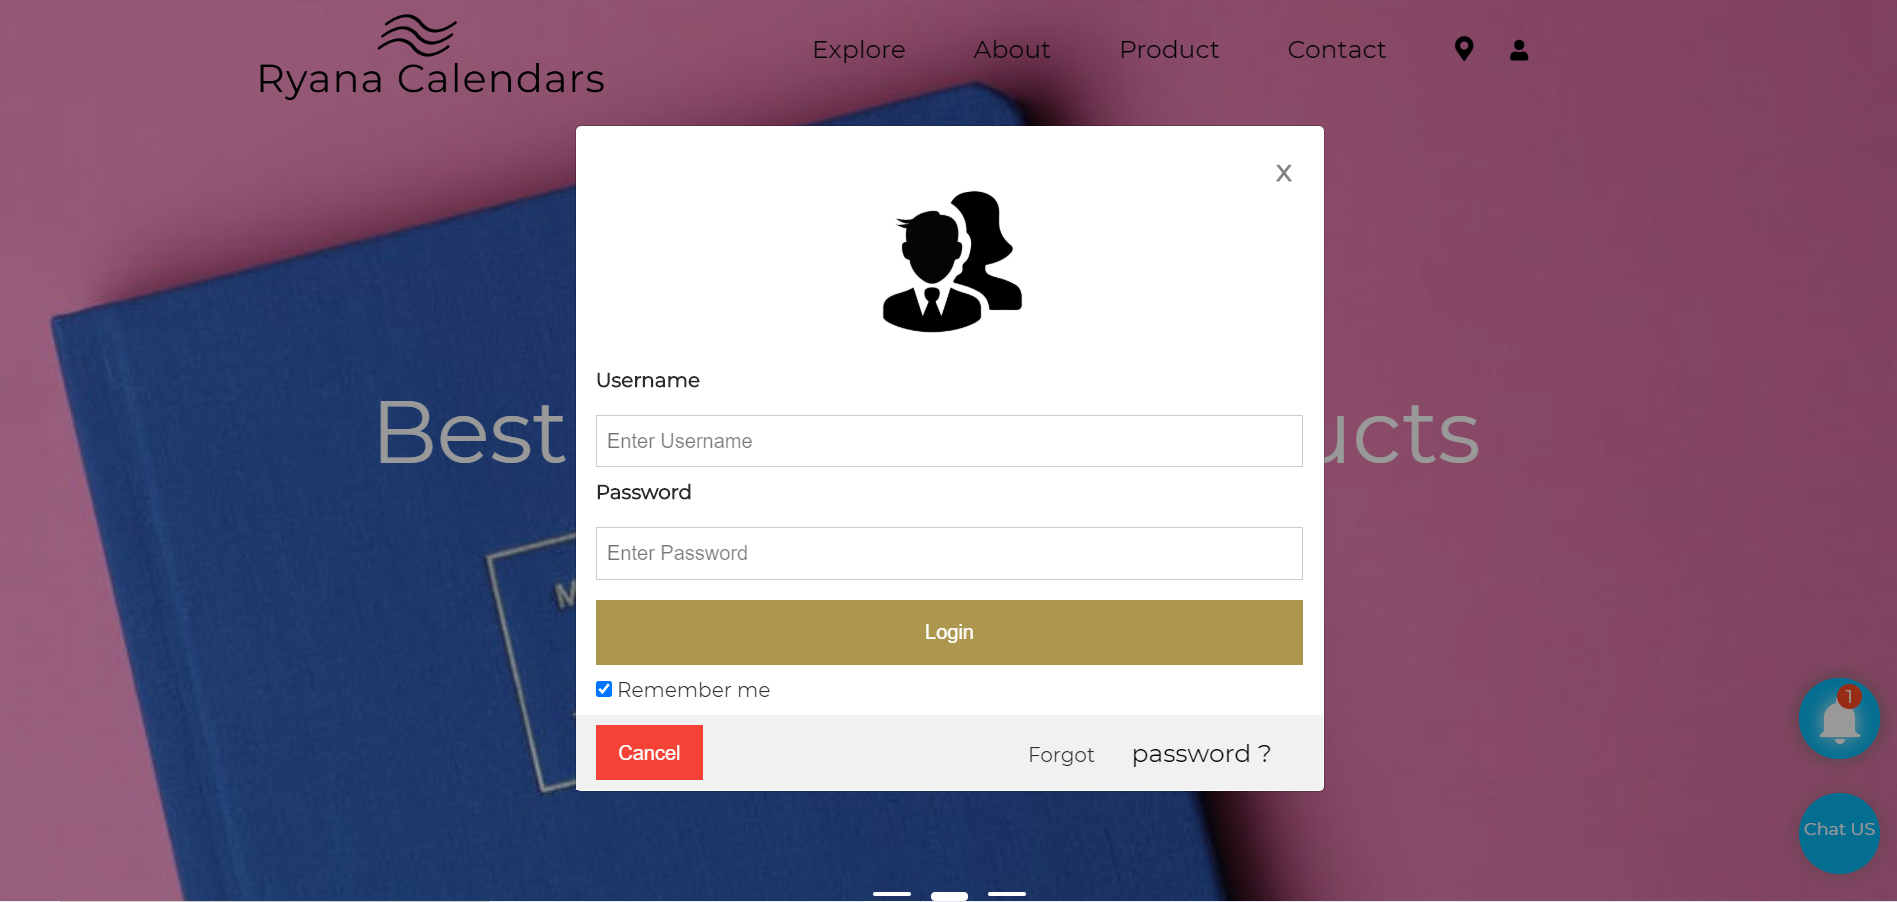 Ryana Calendars
Explore About Product Contact
X
Username
Enter Username
Best
ucts
Password
Enter Password
M
Login
Remember me
Cancel
Forgot password ?
1
Chat US